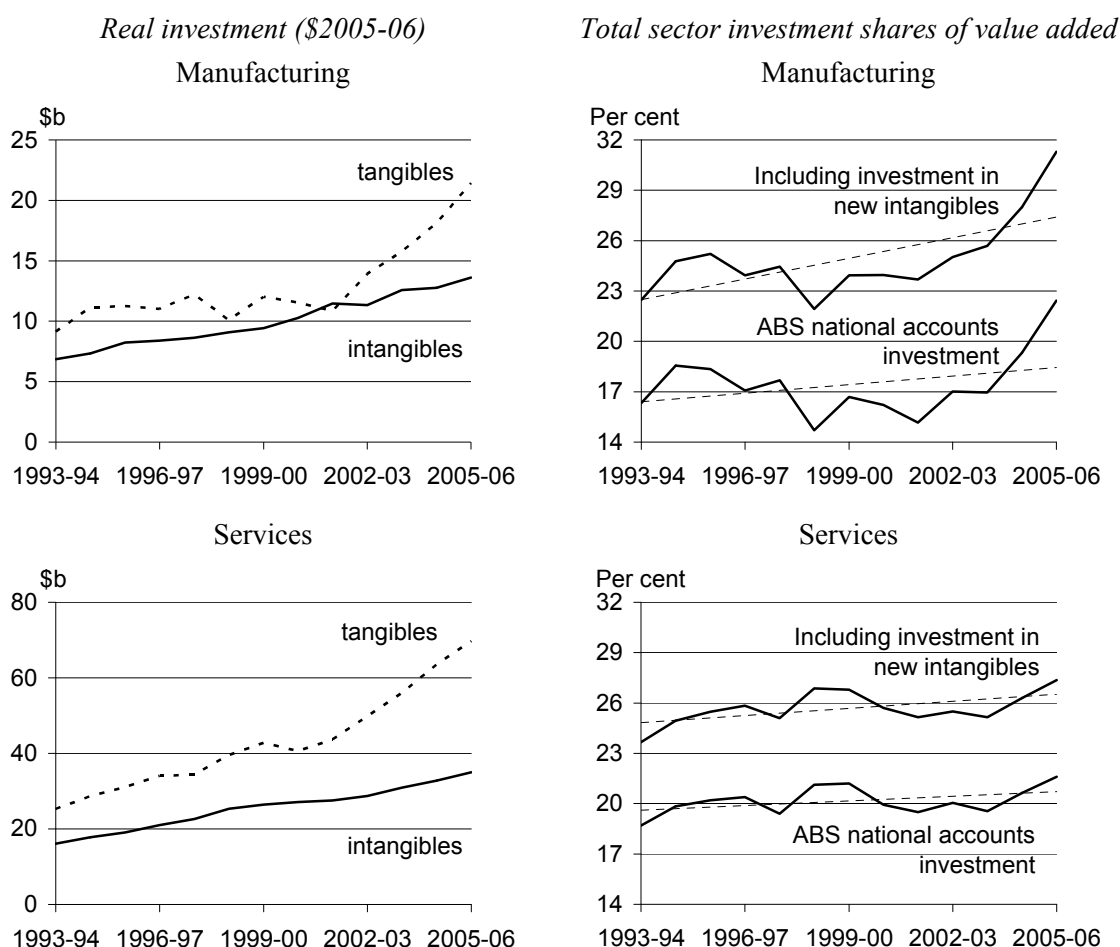 Real investment ($2005-06)
Manufacturing
$b
25
20
15
10
5
0
tangibles
intangibles
1993-94 1996-97 1999-00 2002-03 2005-06
Total sector investment shares of value added
Manufacturing
Per cent
32
29
26
23
20
17
14
Including investment in
new intangibles
ABS national accounts
investment
1993-94 1996-97 1999-00 2002-03 2005-06
Services
$b
80
60
40
20
0
tangibles
intangibles
1993-94 1996-97 1999-00 2002-03 2005-06
Services
Per cent
32
29
26
23
20
17
14
Including investment in
new intangibles
ABS national accounts
investment
1993-94 1996-97 1999-00 2002-03 2005-06